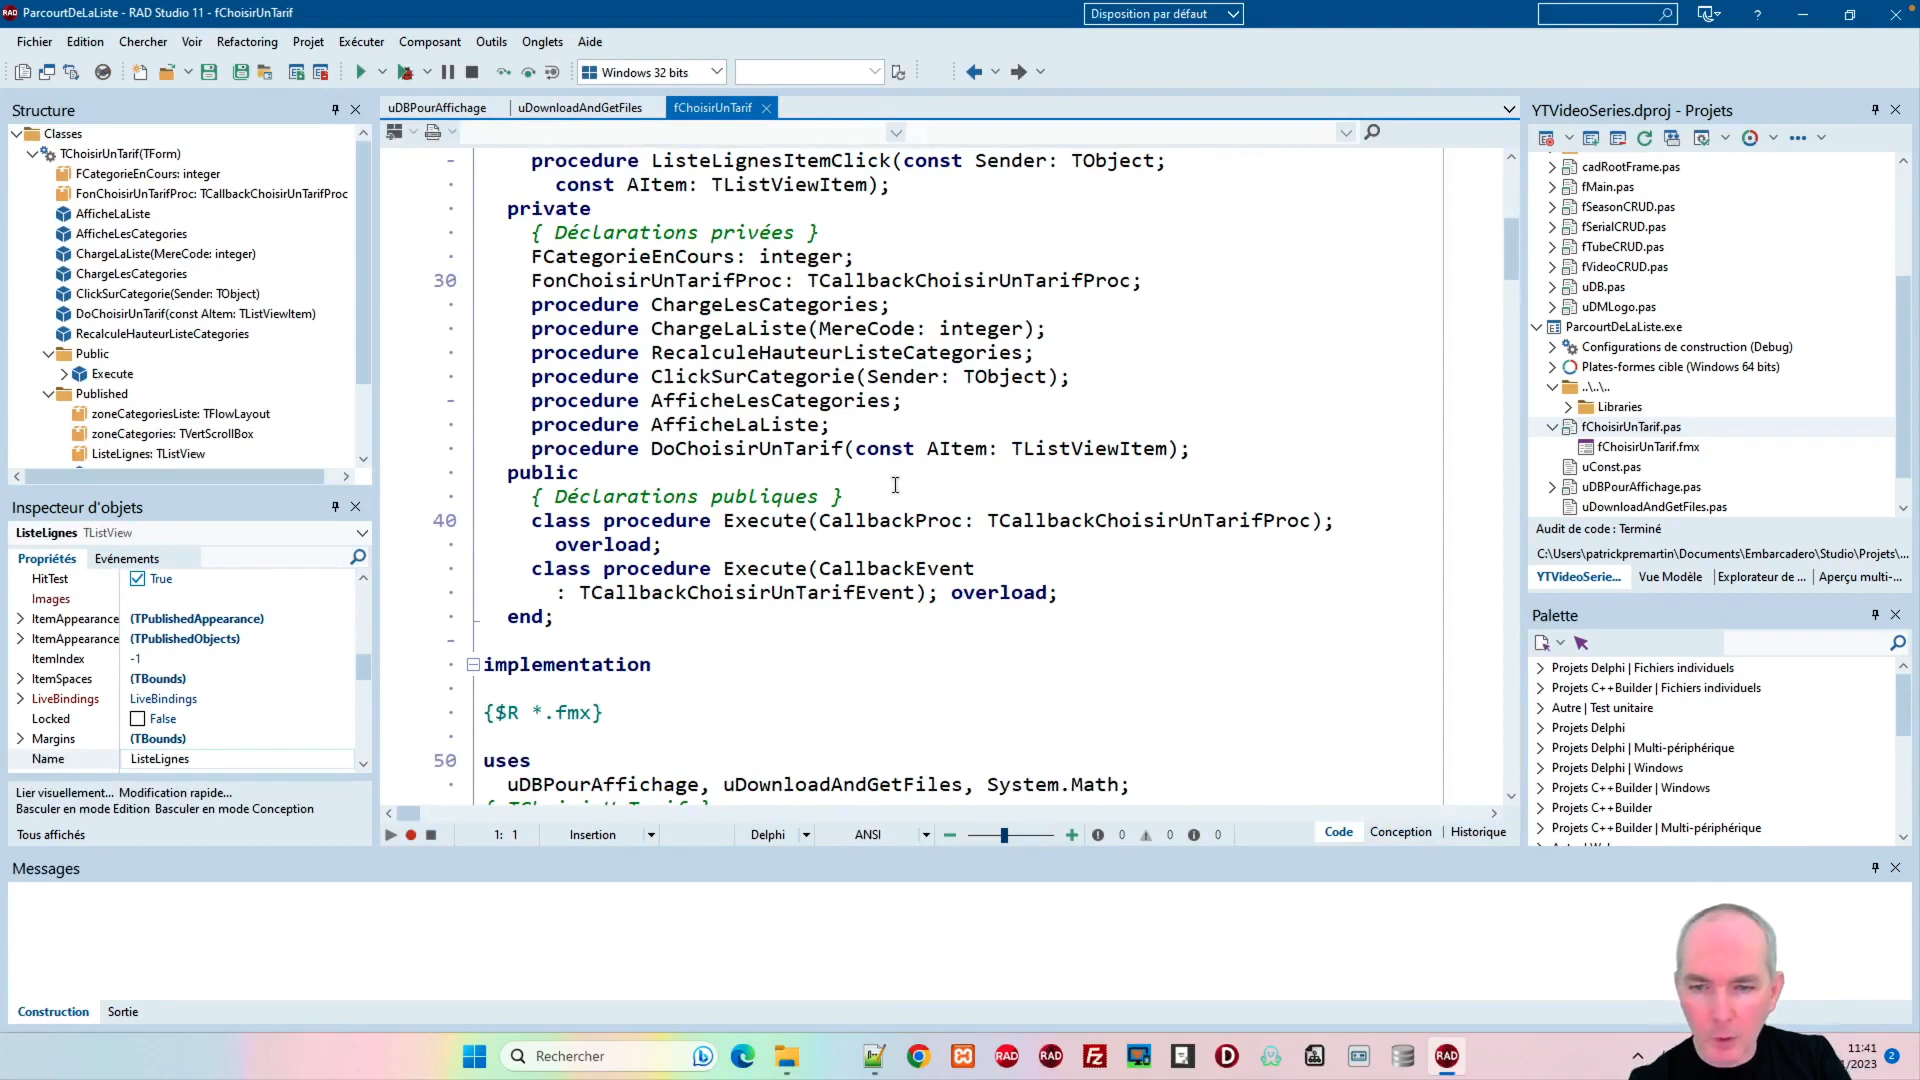 ParcourtDeLaListe - RAD Studio 11 - fChoisirUnTarif
Disposition par défaut
Fichier Edition Chercher Voir Refactoring Projet Exécuter Composant Outils Onglets Aide
Windows 32 bits
Structure
Classes
TChoisirUnTarif(TForm)
FCategorieEnCours: integer
FonChoisirUnTarifProc: TCallbackChoisirUnTarifProc
AfficheLaListe
AfficheLesCategories
ChargeLaListe(MereCode: integer)
ChargeLesCategories
ClickSurCategorie(Sender: TObject)
DoChoisirUnTarif(const AItem: TListViewItem)
RecalculeHauteurListeCategories
Public
Execute
Published
zoneCategoriesListe: TFlowLayout
zoneCategories: TVertScrollBox
ListeLignes: TListView
Inspecteur d'objets
ListeLignes TListView
Propriétés Evénements
HitTest True
Images
ItemAppearance (TPublishedAppearance)
ItemAppearance (TPublishedObjects)
ItemIndex -1
ItemSpaces (TBounds)
LiveBindings LiveBindings
Locked False
Margins (TBounds)
Name ListeLignes
Lier visuellement... Modification rapide...
Basculer en mode Edition Basculer en mode Conception
Tous affichés
uDBPourAffichage uDownloadAndGetFiles fChoisirUnTarif
procedure ListeLignesItemClick(const Sender: TObject;
const AItem: TListViewItem);
private
{ Déclarations privées }
FCategorieEnCours: integer;
30 FonChoisirUnTarifProc: TCallbackChoisirUnTarifProc;
procedure ChargeLesCategories;
procedure ChargeLaListe(MereCode: integer);
procedure RecalculeHauteurListeCategories;
procedure ClickSurCategorie(Sender: TObject);
procedure AfficheLesCategories;
procedure AfficheLaListe;
procedure DoChoisirUnTarif(const AItem: TListViewItem);
public
{ Déclarations publiques }
40 class procedure Execute(CallbackProc: TCallbackChoisirUnTarifProc);
overload;
class procedure Execute(CallbackEvent
: TCallbackChoisirUnTarifEvent); overload;
end;
implementation
{$R *.fmx}
50 uses
uDBPourAffichage, uDownloadAndGetFiles, System.Math;
1: 1 Insertion Delphi ANSI 0 0 0 Code Conception Historique
YTVideoSeries.dproj - Projets
cadRootFrame.pas
fMain.pas
fSeasonCRUD.pas
fSerialCRUD.pas
fTubeCRUD.pas
fVideoCRUD.pas
uDB.pas
uDMLogo.pas
ParcourtDeLaListe.exe
Configurations de construction (Debug)
Plates-formes cible (Windows 64 bits)
..\..\..
Libraries
fChoisirUnTarif.pas
fChoisirUnTarif.fmx
uConst.pas
uDBPourAffichage.pas
uDownloadAndGetFiles.pas
Audit de code : Terminé
C:\Users\patrickpremartin\Documents\Embarcadero\Studio\Projets\...
YTVideoSerie... Vue Modèle Explorateur de ... Aperçu multi-...
Palette
Projets Delphi | Fichiers individuels
Projets C++Builder | Fichiers individuels
Autre | Test unitaire
Projets Delphi
Projets Delphi | Multi-périphérique
Projets Delphi | Windows
Projets C++Builder | Windows
Projets C++Builder
Projets C++Builder | Multi-périphérique
Messages
Construction Sortie
Rechercher
RAD RAD Fz D RAD
11:41
1/2023 2